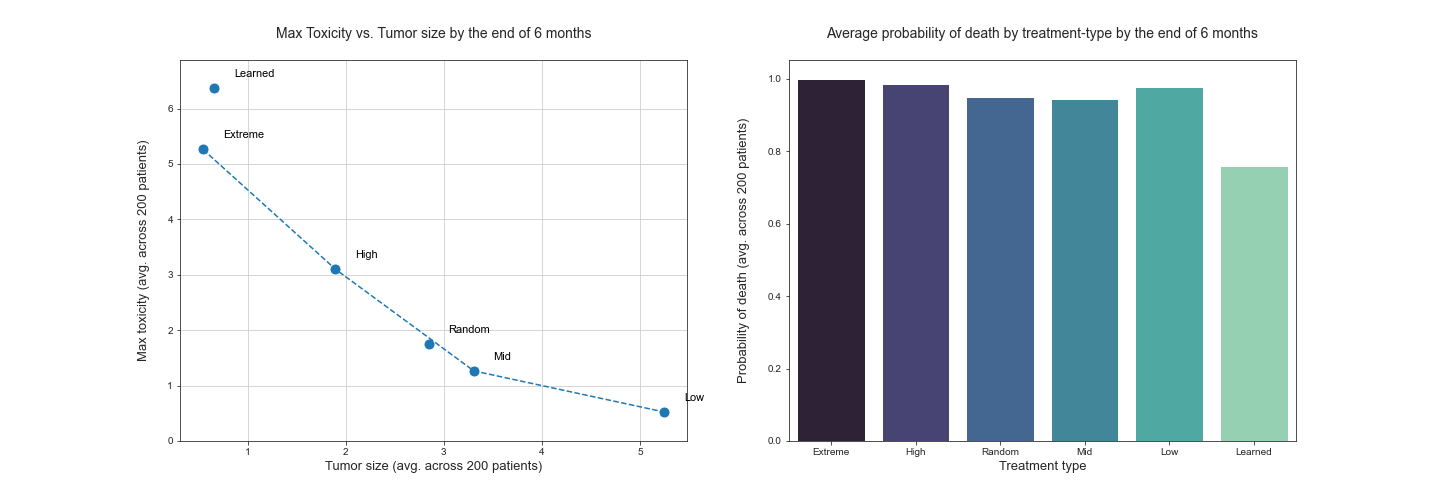 Max Toxicity vs. Tumor size by the end of 6 months
Max toxicity (avg. across 200 patients)
6
5
4
3
2
1
0
Learned
Extreme
High
Random
Mid
Low
1 2 3 4 5
Tumor size (avg. across 200 patients)
Average probability of death by treatment-type by the end of 6 months
Probability of death (avg. across 200 patients)
1.0
0.8
0.6
0.4
0.2
0.0
Extreme High Random Mid Low Learned
Treatment type